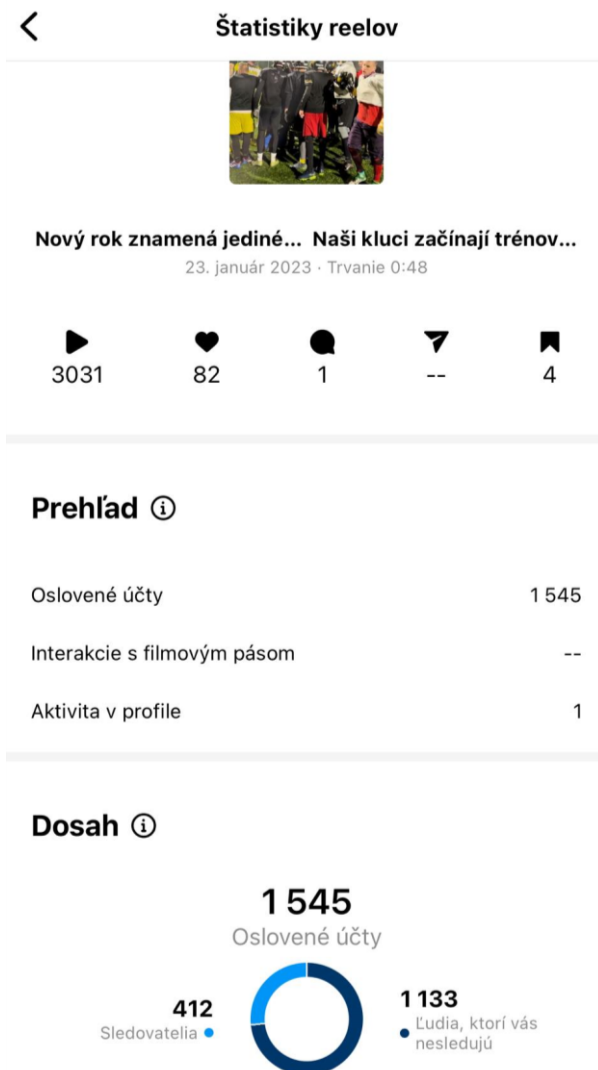 Štatistiky reelov
Nový rok znamená jediné... Naši kluci začínají trénov...
23. január 2023 · Trvanie 0:48
3031 82 1 -- 4
Prehľad
Oslovené účty 1 545
Interakcie s filmovým pásom --
Aktivita v profile 1
Dosah
1 545
Oslovené účty
412
Sledovatelia
1 133
Ľudia, ktorí vás
nesledujú